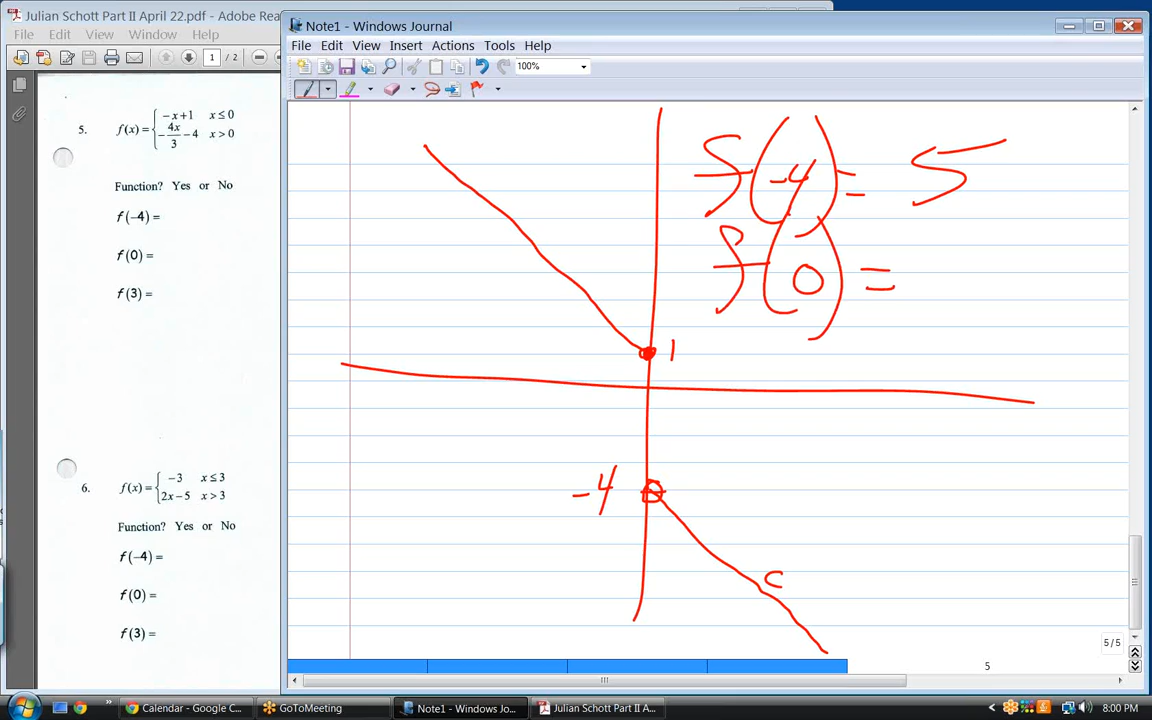 Julian Schott Part II April 22.pdf - Adobe Rea
File Edit View Window Help
1 / 2
5. f(x) = { -x+1 x ≤ 0
-4x/3 - 4 x > 0
Function? Yes or No
f(-4) =
f(0) =
f(3) =
6. f(x) = { -3 x ≤ 3
2x-5 x > 3
Function? Yes or No
f(-4) =
f(0) =
f(3) =
Note1 - Windows Journal
File Edit View Insert Actions Tools Help
100%
f(-4) = 5
f(0) =
1
-4
5/5
5
Calendar - Google C...
GoToMeeting
Note1 - Windows Jo...
Julian Schott Part II A...
8:00 PM